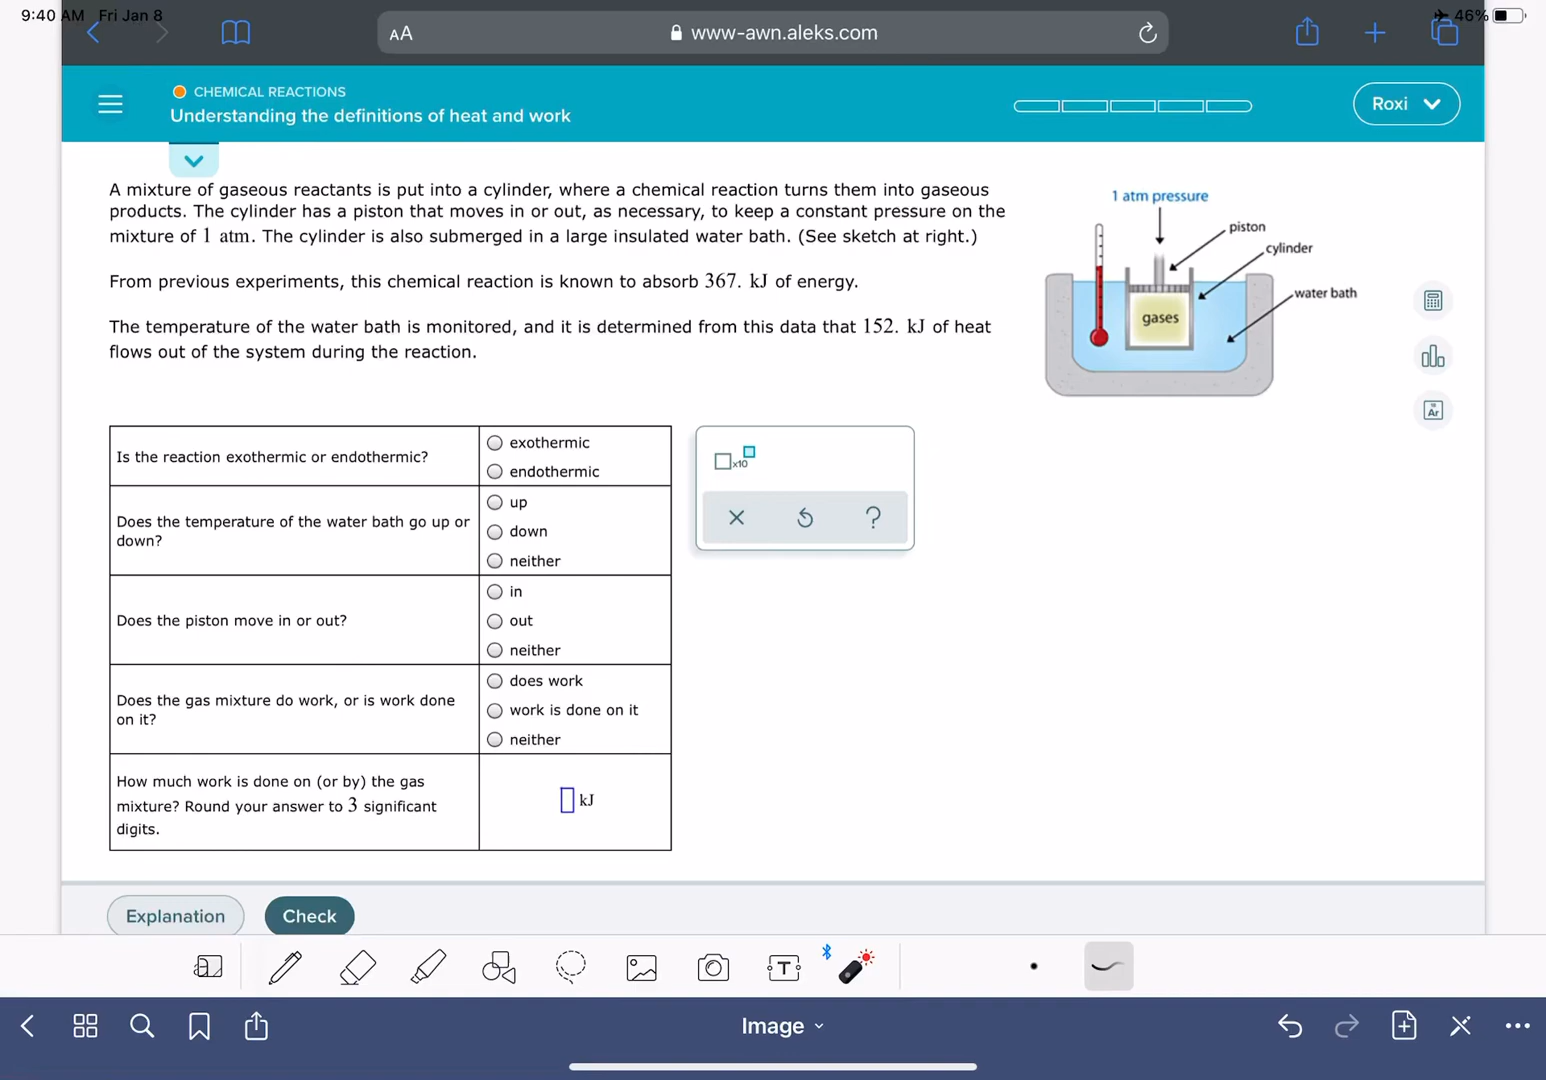 9:40 AM Fri Jan 8
46%
AA
www-awn.aleks.com
CHEMICAL REACTIONS
Understanding the definitions of heat and work
Roxi
A mixture of gaseous reactants is put into a cylinder, where a chemical reaction turns them into gaseous
products. The cylinder has a piston that moves in or out, as necessary, to keep a constant pressure on the
mixture of 1 atm. The cylinder is also submerged in a large insulated water bath. (See sketch at right.)
From previous experiments, this chemical reaction is known to absorb 367. kJ of energy.
The temperature of the water bath is monitored, and it is determined from this data that 152. kJ of heat
flows out of the system during the reaction.
1 atm pressure
piston
cylinder
water bath
gases
Ar
Is the reaction exothermic or endothermic?
exothermic
endothermic
Does the temperature of the water bath go up or
down?
up
down
neither
Does the piston move in or out?
in
out
neither
Does the gas mixture do work, or is work done
on it?
does work
work is done on it
neither
How much work is done on (or by) the gas
mixture? Round your answer to 3 significant
digits.
kJ
x10
?
Explanation
Check
T
Image